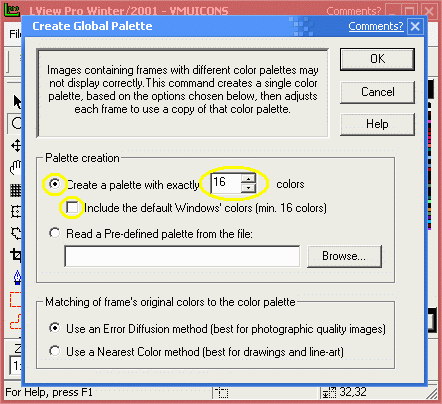 LView Pro Winter/2001 - VMUICONS
Comments?
Create Global Palette
Comments?
File
Images containing frames with different color palettes may
not display correctly. This command creates a single color
palette, based on the options chosen below, then adjusts
each frame to use a copy of that color palette.
OK
Cancel
Help
Palette creation
Create a palette with exactly 16 colors
Include the default Windows' colors (min. 16 colors)
Read a Pre-defined palette from the file:
Browse...
Matching of frame's original colors to the color palette
Use an Error Diffusion method (best for photographic quality images)
Use a Nearest Color method (best for drawings and line-art)
For Help, press F1
32,32